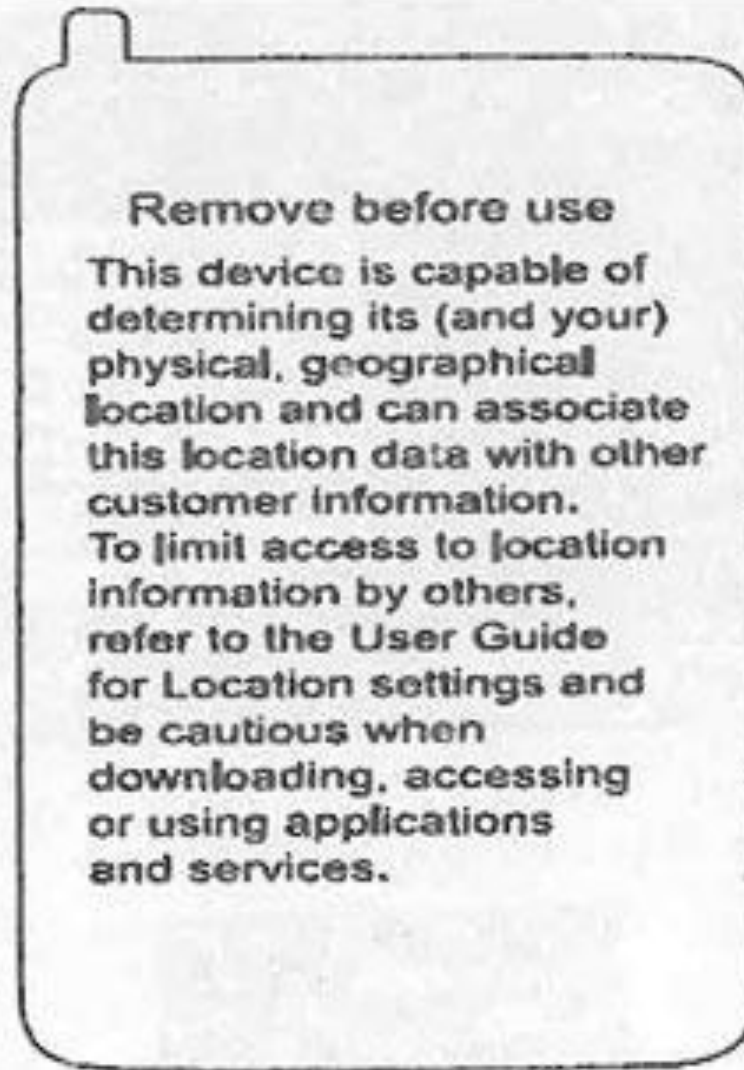 Remove before use
This device is capable of
determining its (and your)
physical, geographical
location and can associate
this location data with other
customer information.
To limit access to location
information by others,
refer to the User Guide
for Location settings and
be cautious when
downloading, accessing
or using applications
and services.